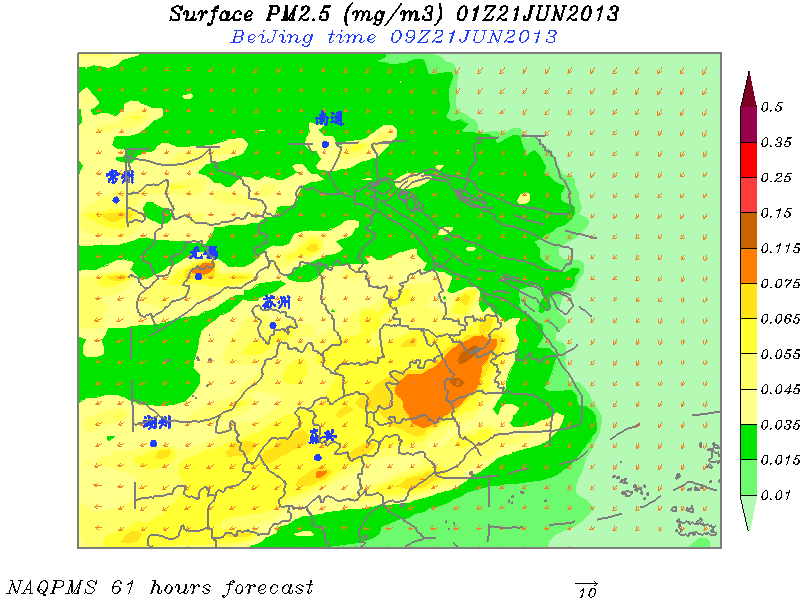 Surface PM2.5 (mg/m3) 01Z21JUN2013
BeiJing time 09Z21JUN2013
南通
常州
无锡
苏州
湖州
嘉兴
0.5
0.35
0.25
0.15
0.115
0.075
0.065
0.055
0.045
0.035
0.015
0.01
NAQPMS 61 hours forecast
10